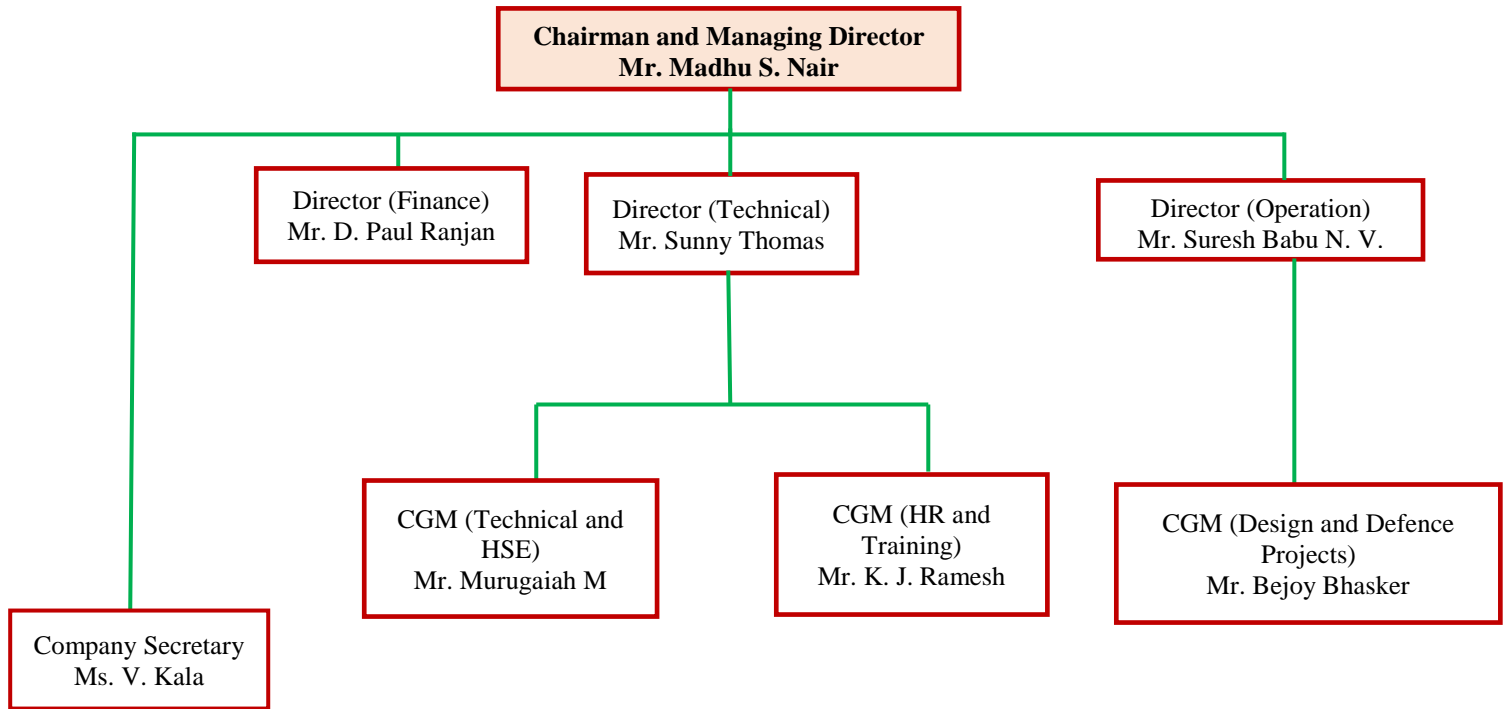 Chairman and Managing Director
Mr. Madhu S. Nair
Director (Finance)
Mr. D. Paul Ranjan
Director (Technical)
Mr. Sunny Thomas
Director (Operation)
Mr. Suresh Babu N. V.
CGM (Technical and
HSE)
Mr. Murugaiah M
CGM (HR and
Training)
Mr. K. J. Ramesh
CGM (Design and Defence
Projects)
Mr. Bejoy Bhasker
Company Secretary
Ms. V. Kala